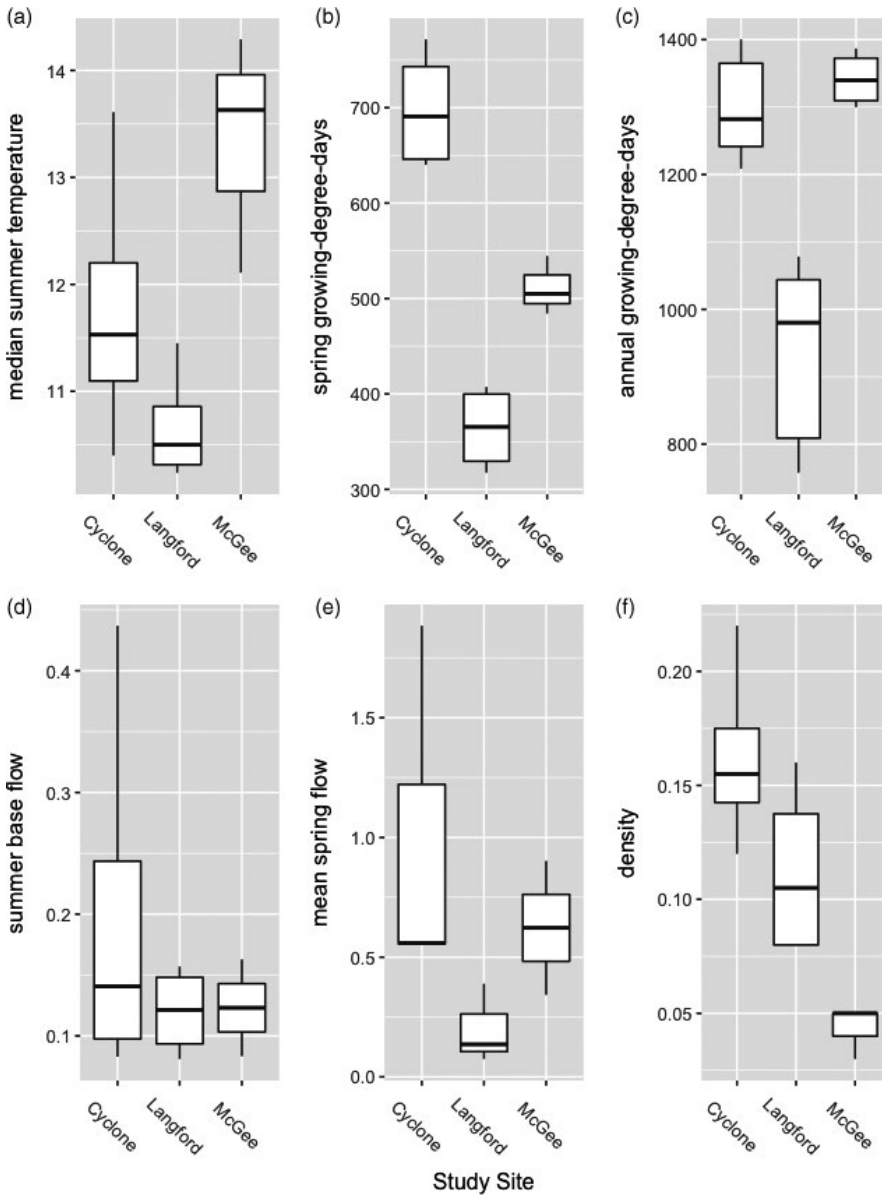 (a)
median summer temperature
14
13
12
11
Cyclone
Langford
McGee
(b)
spring growing-degree-days
700
600
500
400
300
Cyclone
Langford
McGee
(c)
annual growing-degree-days
1400
1200
1000
800
Cyclone
Langford
McGee
(d)
summer base flow
0.4
0.3
0.2
0.1
Cyclone
Langford
McGee
(e)
mean spring flow
1.5
1.0
0.5
0.0
Cyclone
Langford
McGee
(f)
density
0.20
0.15
0.10
0.05
Cyclone
Langford
McGee
Study Site